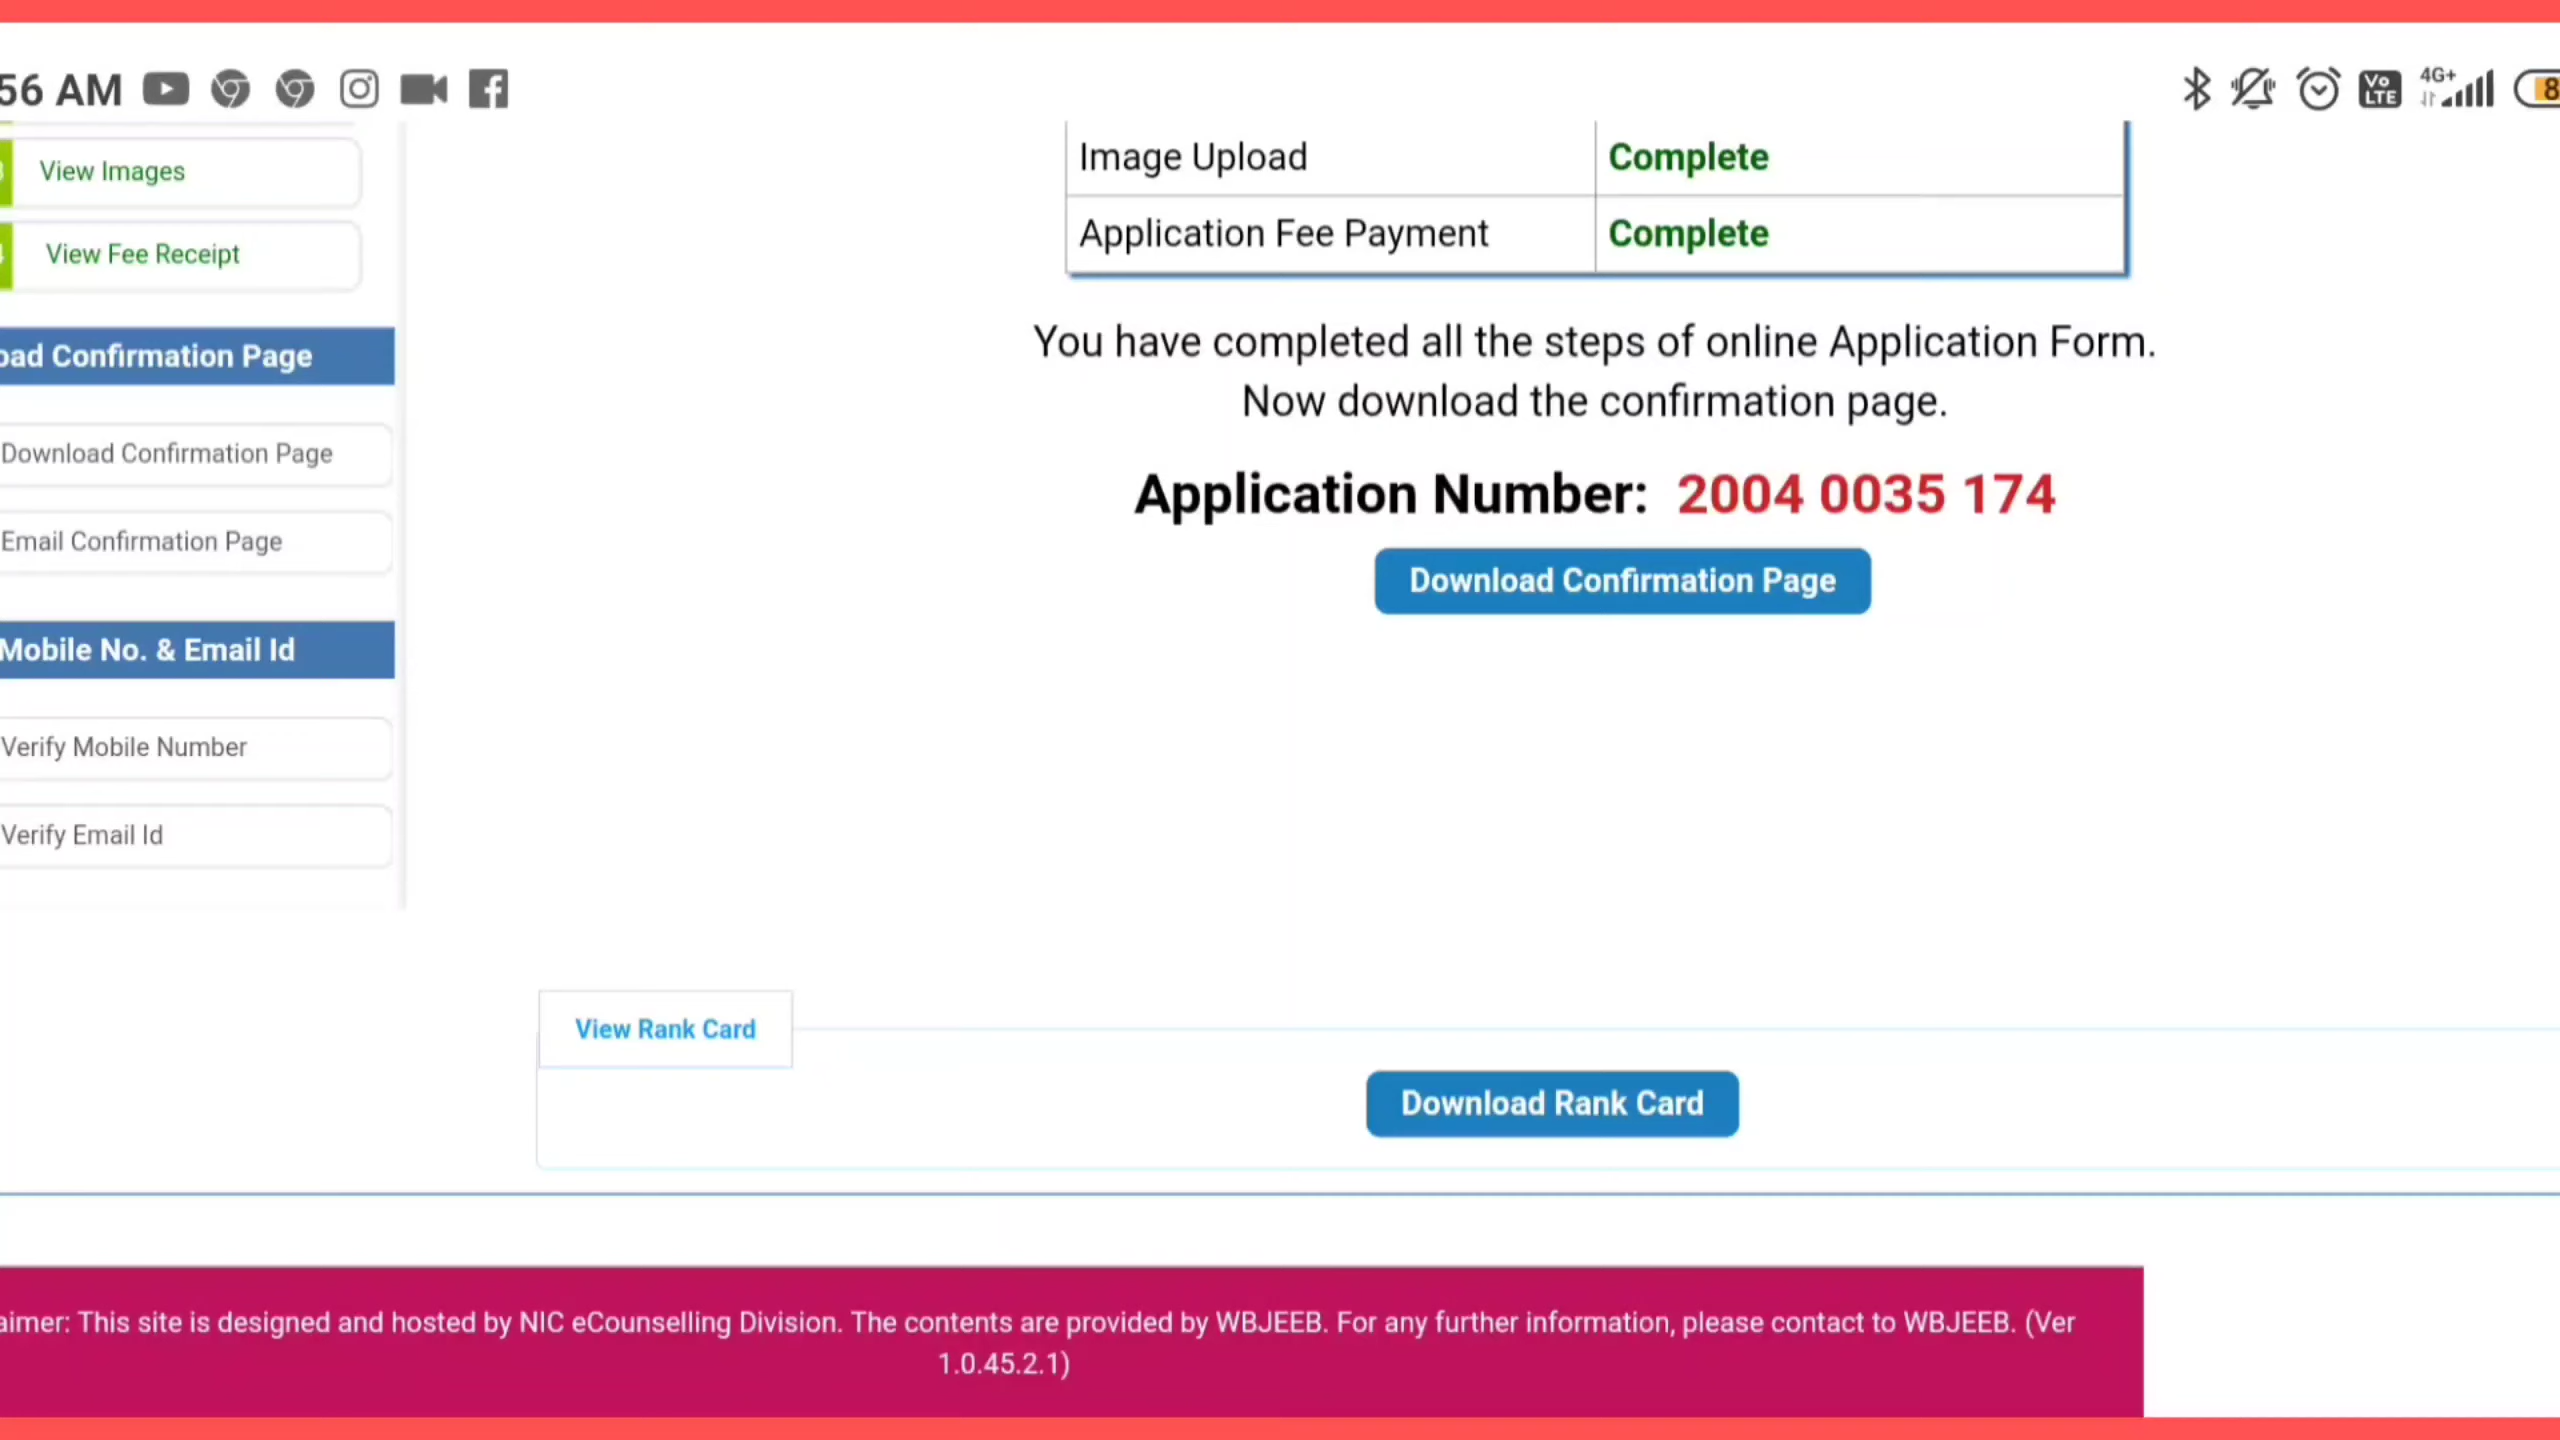 56 AM
4G+
Vo LTE
8
View Images
View Fee Receipt
oad Confirmation Page
Download Confirmation Page
Email Confirmation Page
Mobile No. & Email Id
Verify Mobile Number
Verify Email Id
Image Upload Complete
Application Fee Payment Complete
You have completed all the steps of online Application Form.
Now download the confirmation page.
Application Number: 2004 0035 174
Download Confirmation Page
View Rank Card
Download Rank Card
aimer: This site is designed and hosted by NIC eCounselling Division. The contents are provided by WBJEEB. For any further information, please contact to WBJEEB. (Ver
1.0.45.2.1)